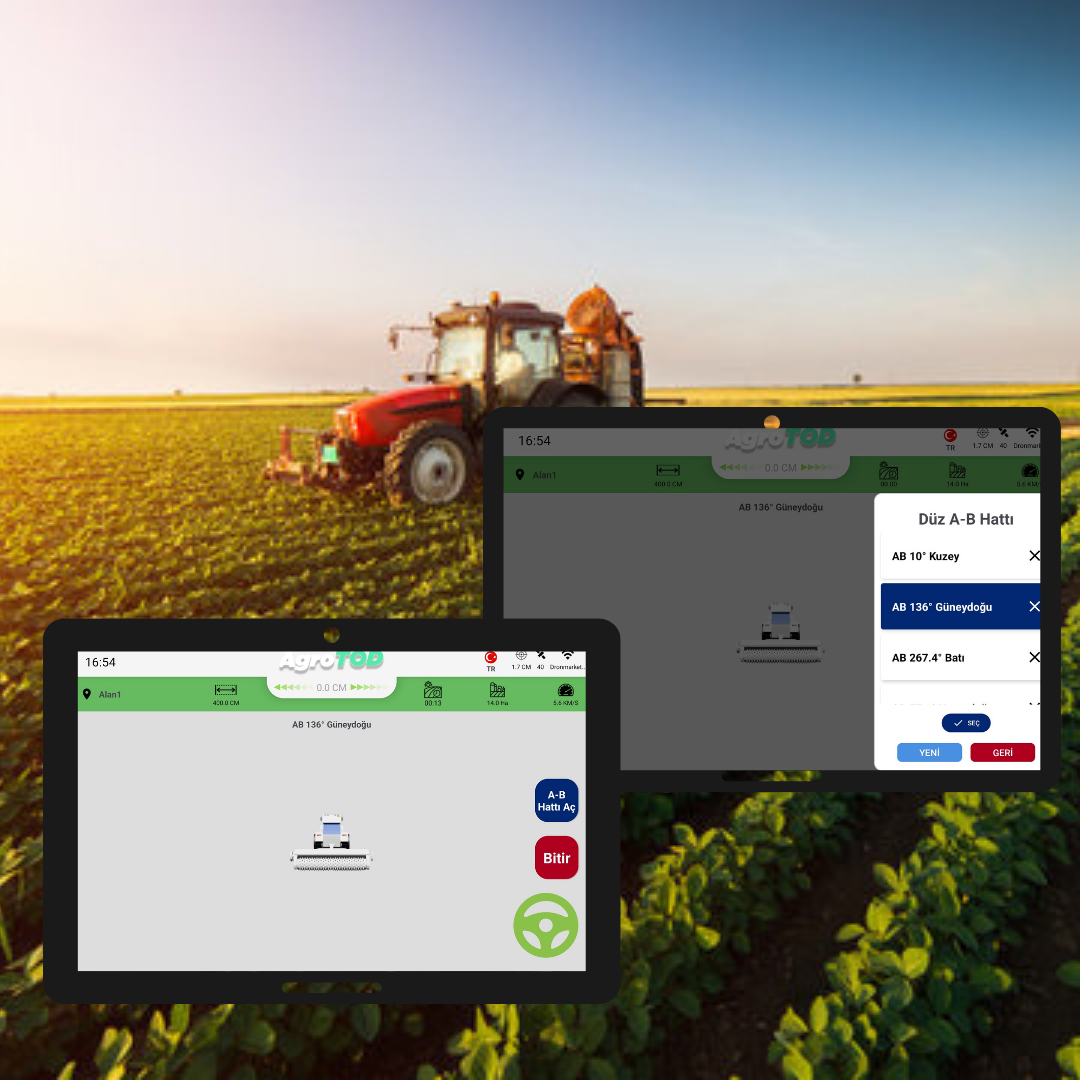 16:54
AgroTOD
TR
1.7 CM
40
Dronmark
Alan1
400.0 CM
0.0 CM
00:00
14.0 Ha
5.6 KM/
AB 136° Güneydoğu
Düz A-B Hattı
AB 10° Kuzey
AB 136° Güneydoğu
AB 267.4° Batı
SEÇ
YENİ
GERİ
16:54
AgroTOD
TR
1.7 CM
40
Dronmarket..
Alan1
400.0 CM
0.0 CM
00:13
14.0 Ha
5.6 KM/S
AB 136° Güneydoğu
A-B
Hattı Aç
Bitir